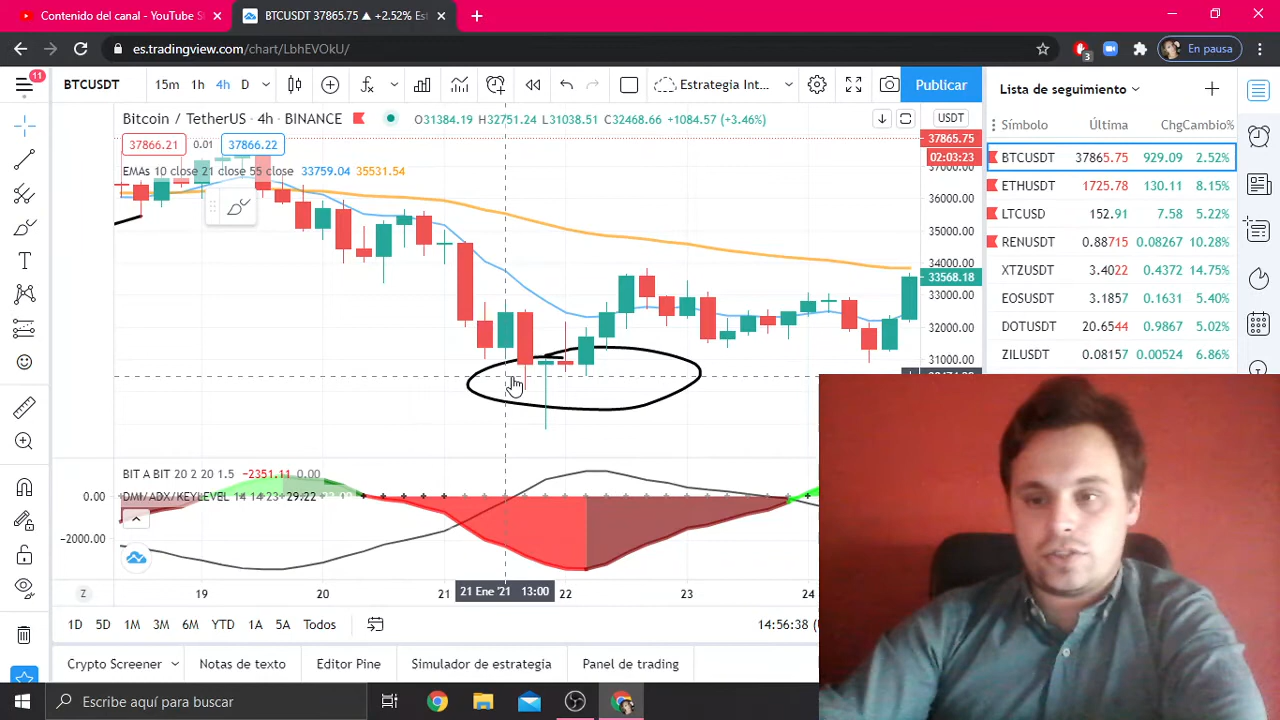 Contenido del canal - YouTube S
BTCUSDT 37865.75 ▲ +2.52% Est
es.tradingview.com/chart/LbhEVOkU/
3
En pausa
11
BTCUSDT 15m 1h 4h D
Estrategia Int...
Publicar
Bitcoin / TetherUS · 4h · BINANCE O31384.19 H32751.24 L31038.51 C32468.66 +1084.57 (+3.46%)
37866.21 0.01 37866.22
EMAs 10 close 21 close 55 close 33759.04 35531.54
USDT
37865.75
02:03:23
37000.00
36000.00
35000.00
34000.00
33568.18
33000.00
32000.00
31000.00
BIT A BIT 20 2 20 1.5 −2351.11 0.00
DMI/ADX/KEYLEVEL 14 14 23 29.22 23.00
0.00
−2000.00
Z
19 20 21 22 23 24
21 Ene '21 13:00
1D 5D 1M 3M 6M YTD 1A 5A Todos
14:56:38
Crypto Screener Notas de texto Editor Pine Simulador de estrategia Panel de trading
Lista de seguimiento
Símbolo Última Chg Cambio%
BTCUSDT 37865.75 929.09 2.52%
ETHUSDT 1725.78 130.11 8.15%
LTCUSD 152.91 7.58 5.22%
RENUSDT 0.88715 0.08267 10.28%
XTZUSDT 3.4022 0.4372 14.75%
EOSUSDT 3.1857 0.1631 5.40%
DOTUSDT 20.6544 0.9867 5.02%
ZILUSDT 0.08157 0.00524 6.86%
Escribe aquí para buscar